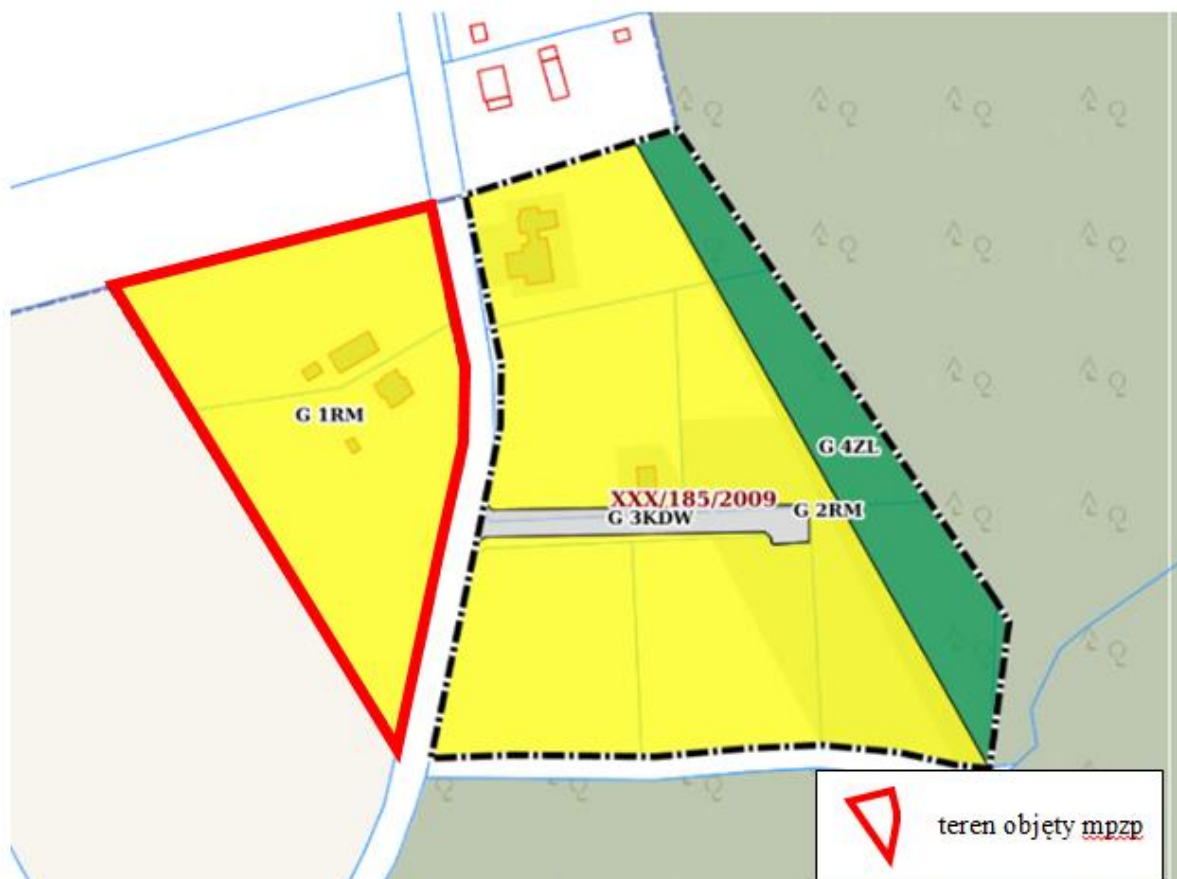 G 1RM
G 4ZL
XXX/185/2009
G 2RM
G 3KDW
teren objęty mpzp